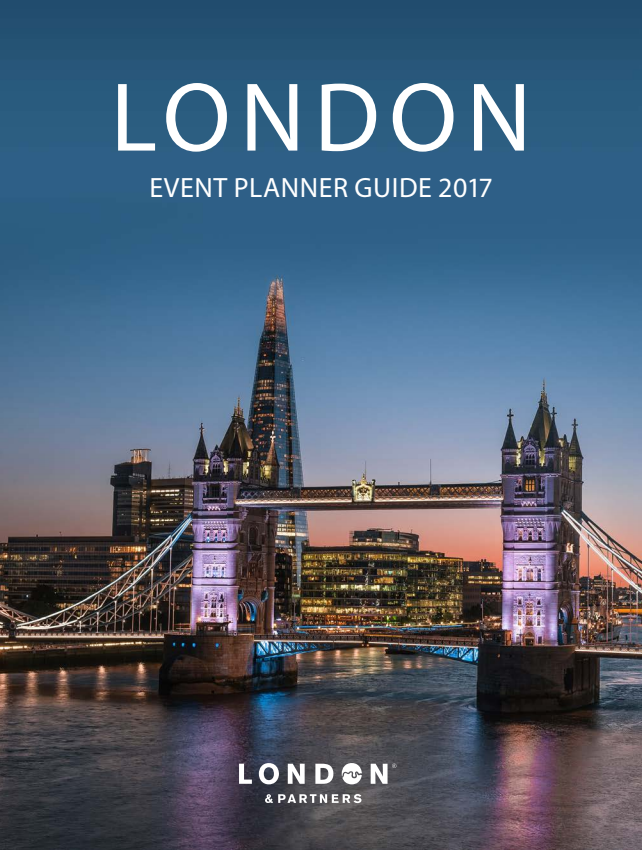 LONDON
EVENT PLANNER GUIDE 2017
LONDON®
& PARTNERS